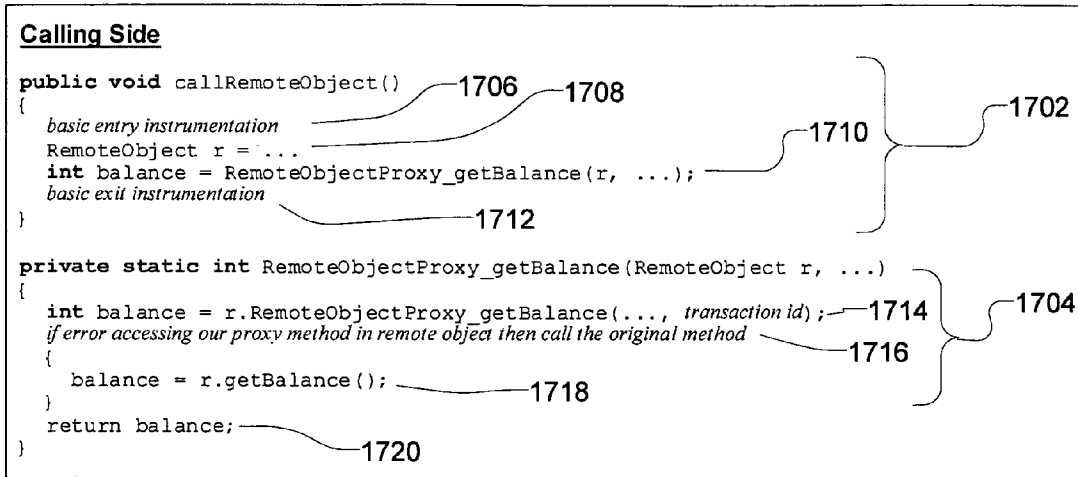 Calling Side
public void callRemoteObject()
1706
1708
{
basic entry instrumentation
1702
RemoteObject r = ...
1710
int balance = RemoteObjectProxy_getBalance(r, ...);
basic exit instrumentation
}
1712
private static int RemoteObjectProxy_getBalance(RemoteObject r, ...)
{
int balance = r.RemoteObjectProxy_getBalance(..., transaction id);
1714
1704
if error accessing our proxy method in remote object then call the original method
1716
{
balance = r.getBalance();
1718
}
return balance;
}
1720